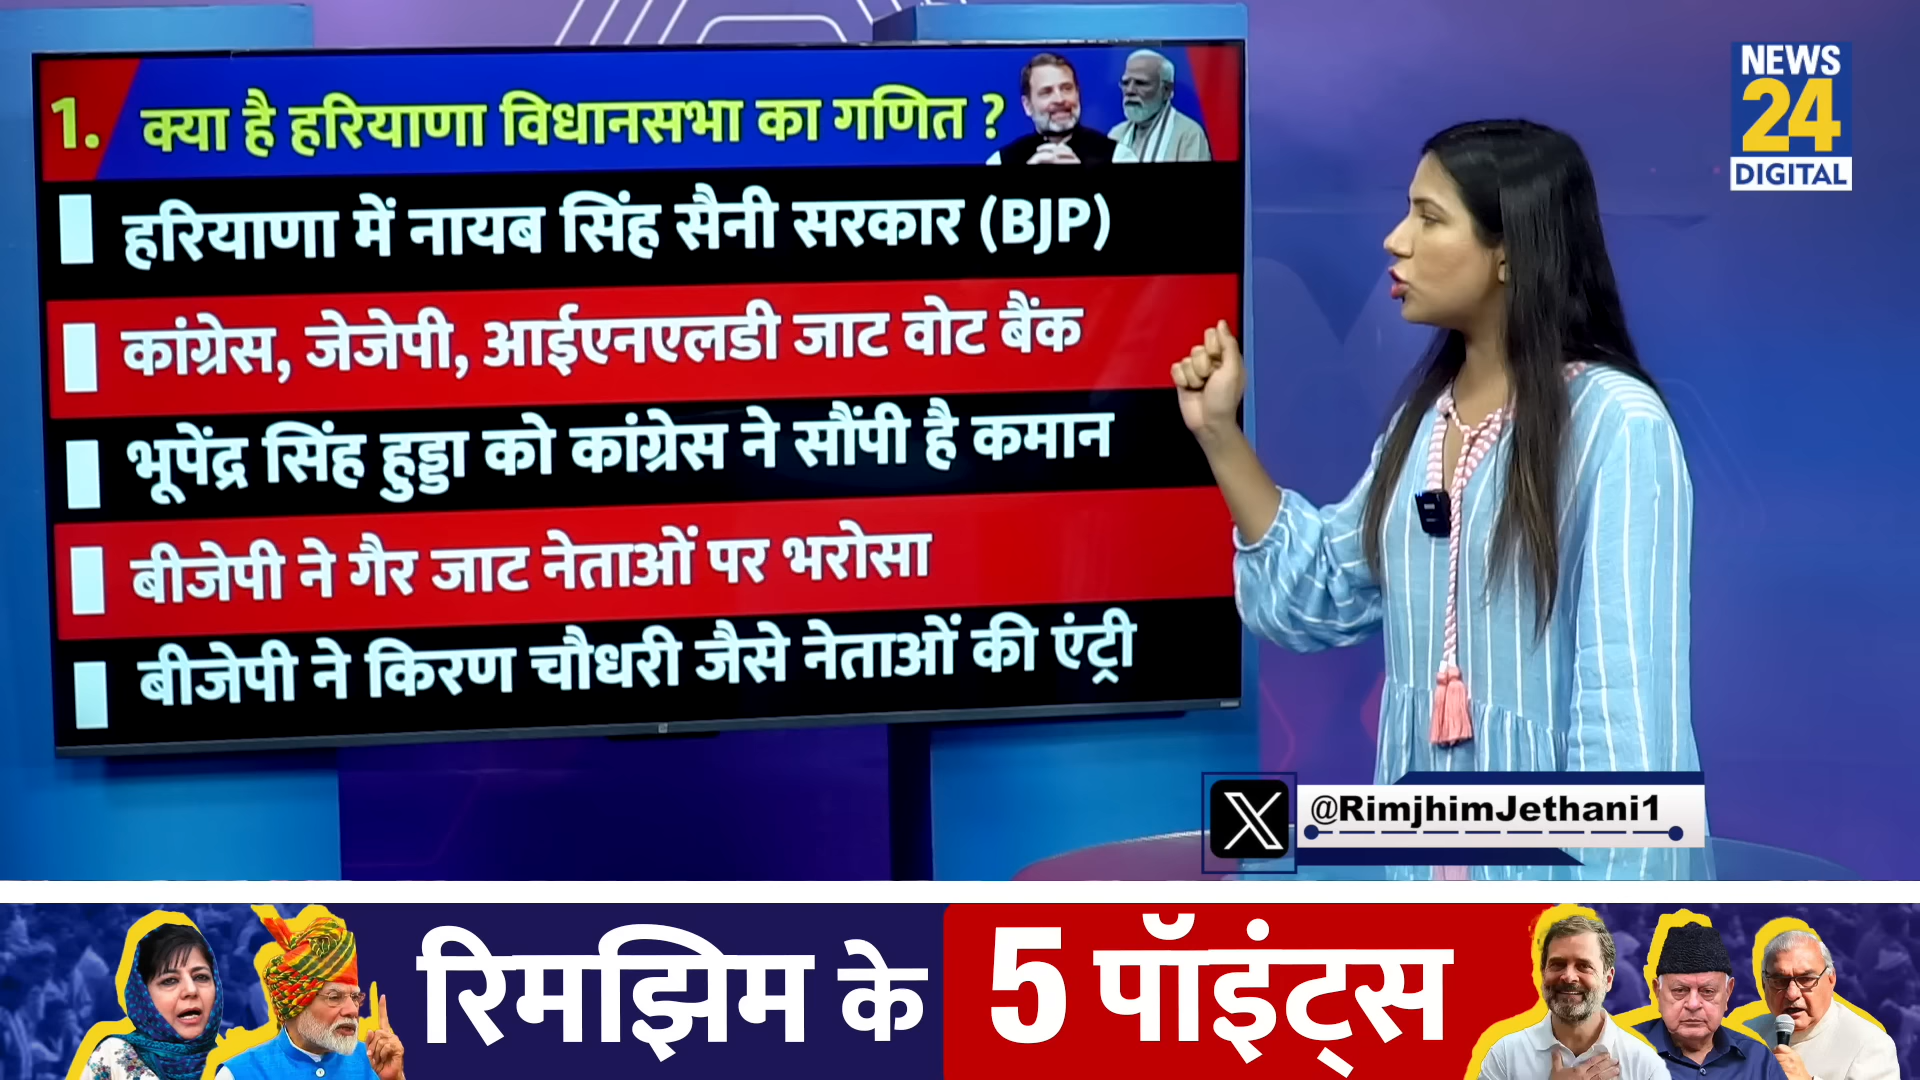 1. क्या है हरियाणा विधानसभा का गणित ?
हरियाणा में नायब सिंह सैनी सरकार (BJP)
कांग्रेस, जेजेपी, आईएनएलडी जाट वोट बैंक
भूपेंद्र सिंह हुड्डा को कांग्रेस ने सौंपी है कमान
बीजेपी ने गैर जाट नेताओं पर भरोसा
बीजेपी ने किरण चौधरी जैसे नेताओं की एंट्री
NEWS
24
DIGITAL
@RimjhimJethani1
रिमझिम के 5 पॉइंट्स